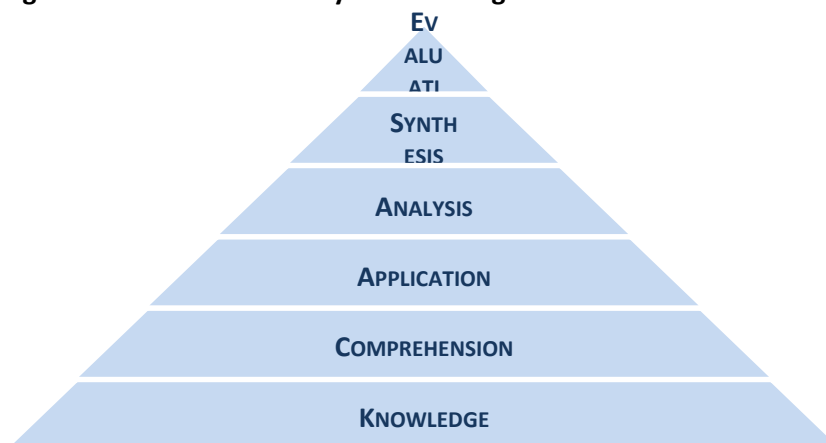 Ev
ALU
ATI
SYNTH
ESIS
ANALYSIS
APPLICATION
COMPREHENSION
KNOWLEDGE